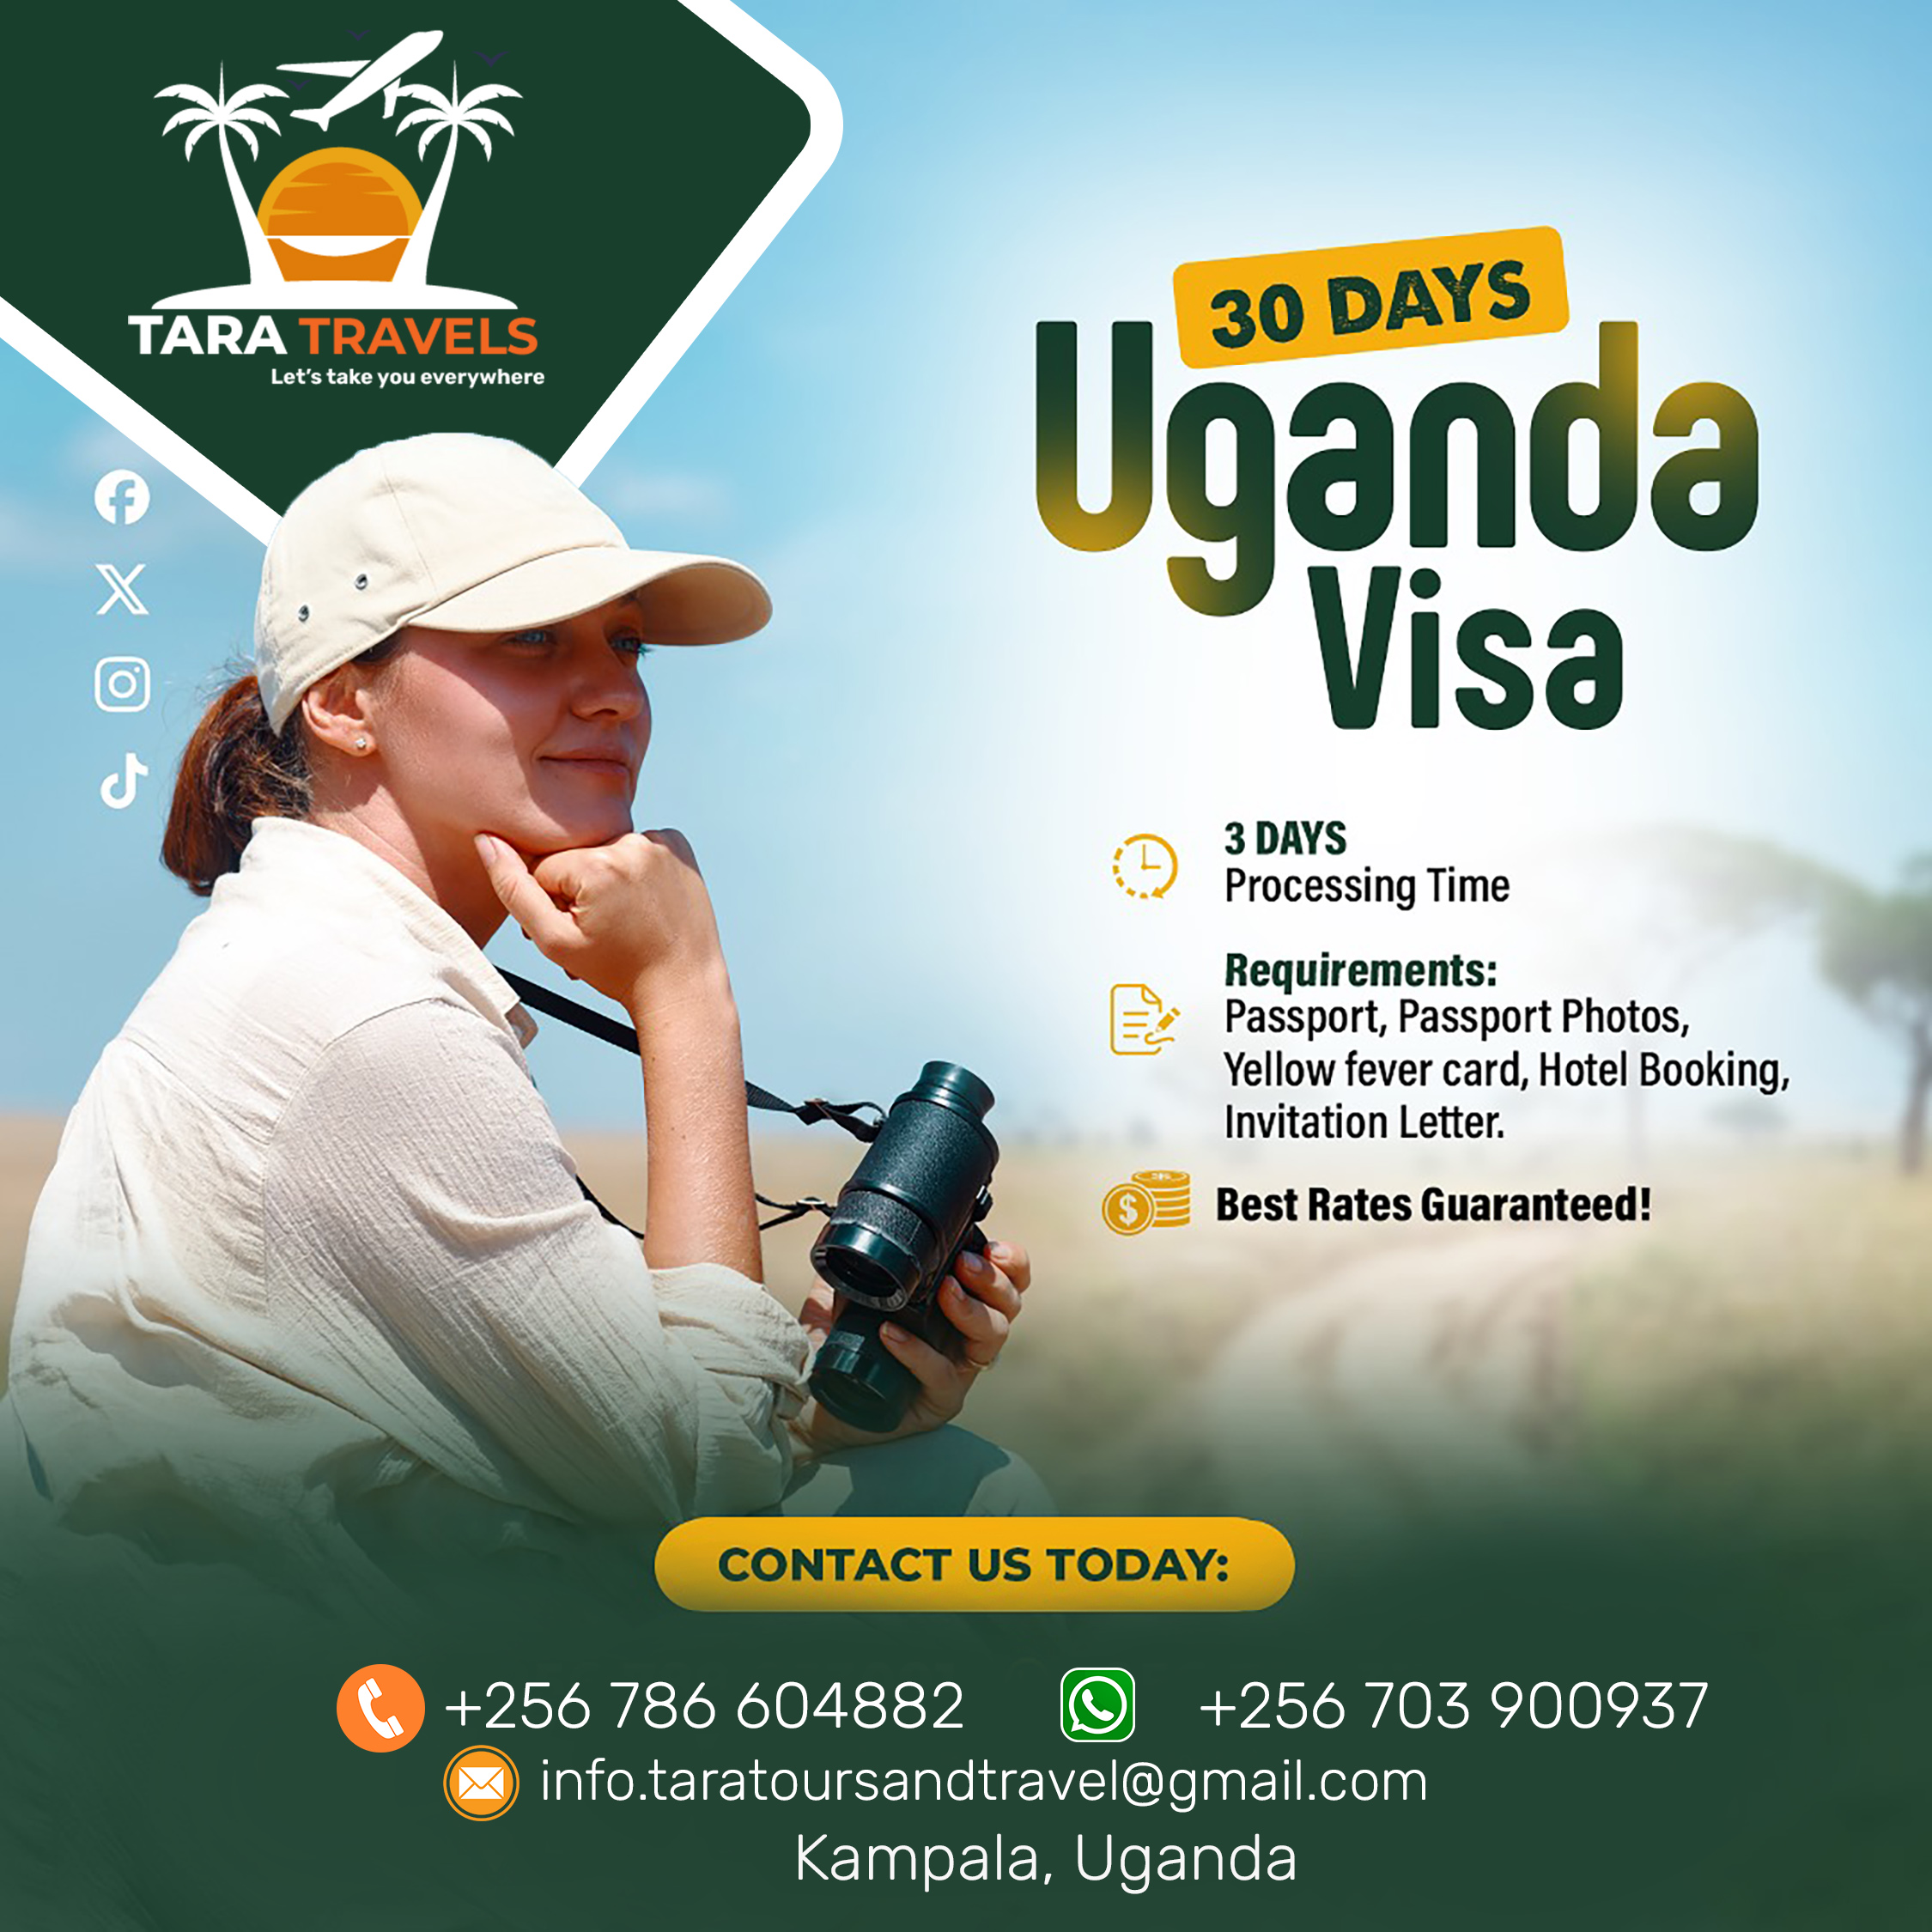 TARA TRAVELS
Let's take you everywhere
30 DAYS
Uganda
Visa
3 DAYS
Processing Time
Requirements:
Passport, Passport Photos,
Yellow fever card, Hotel Booking,
Invitation Letter.
$
Best Rates Guaranteed!
CONTACT US TODAY:
+256 786 604882
+256 703 900937
info.taratoursandtravel@gmail.com
Kampala, Uganda